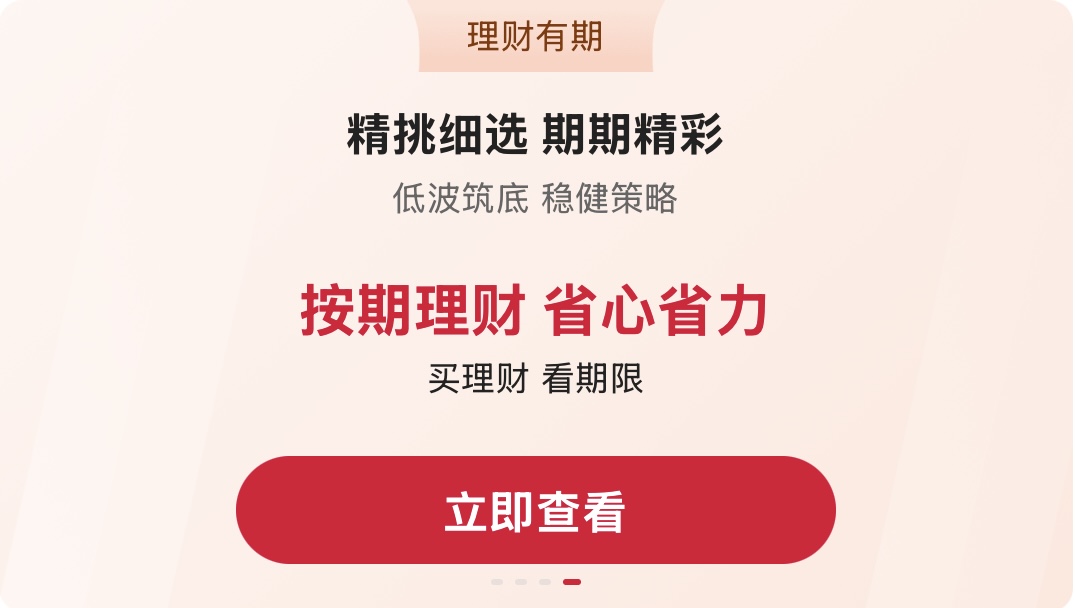 理财有期
精挑细选 期期精彩
低波筑底 稳健策略
按期理财 省心省力
买理财 看期限
立即查看